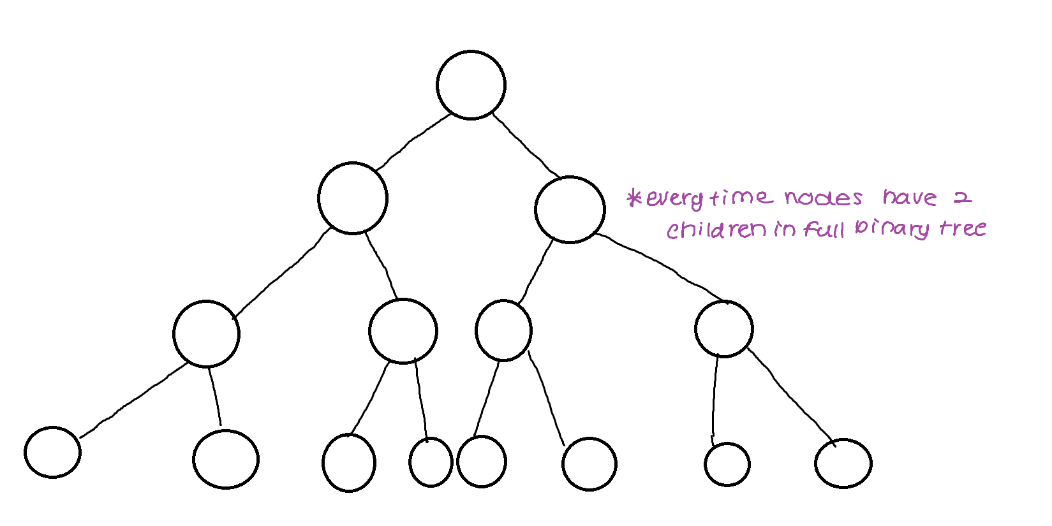 *every time nodes have 2
children in full binary tree